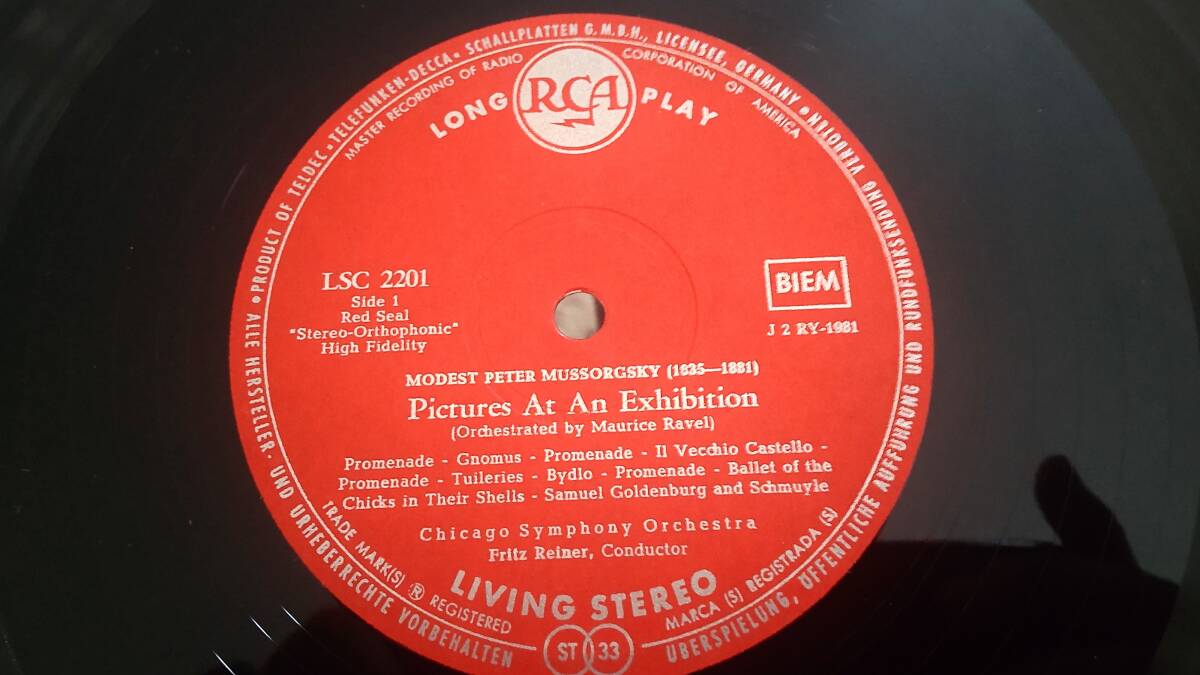 • PRODUCT OF TELDEC • TELEFUNKEN-DECCA • SCHALLPLATTEN G.M.B.H., LICENSEE, GERMANY •
MASTER RECORDING OF RADIO CORPORATION OF AMERICA
LONG RCA PLAY
LSC 2201
Side 1
Red Seal
"Stereo-Orthophonic"
High Fidelity
BIEM
J 2 RY-1981
MODEST PETER MUSSORGSKY (1835—1881)
Pictures At An Exhibition
(Orchestrated by Maurice Ravel)
Promenade - Gnomus - Promenade - Il Vecchio Castello -
Promenade - Tuileries - Bydlo - Promenade - Ballet of the
Chicks in Their Shells - Samuel Goldenburg and Schmuyle
Chicago Symphony Orchestra
Fritz Reiner, Conductor
LIVING STEREO
TRADE MARK(S) ® REGISTERED
MARCA (S) REGISTRADA (S)
ST 33
ALLE HERSTELLER- UND URHEBERRECHTE VORBEHALTEN
ÜBERSPIELUNG, ÖFFENTLICHE AUFFÜHRUNG UND RUNDFUNKSENDUNG VERBOTEN